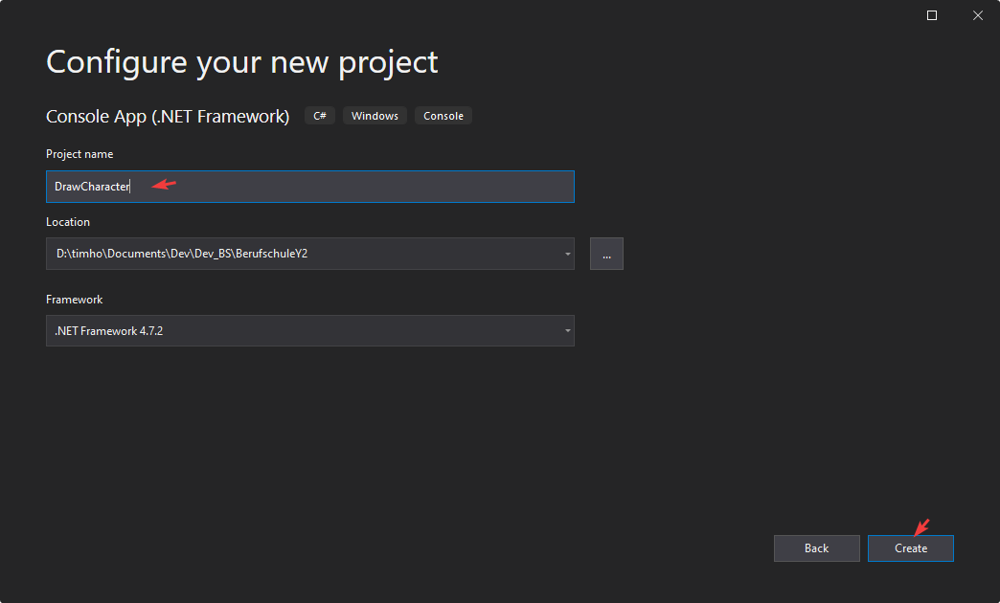 Configure your new project
Console App (.NET Framework) C# Windows Console
Project name
DrawCharacter
Location
D:\timho\Documents\Dev\Dev_BS\BerufschuleY2
...
Framework
.NET Framework 4.7.2
Back Create